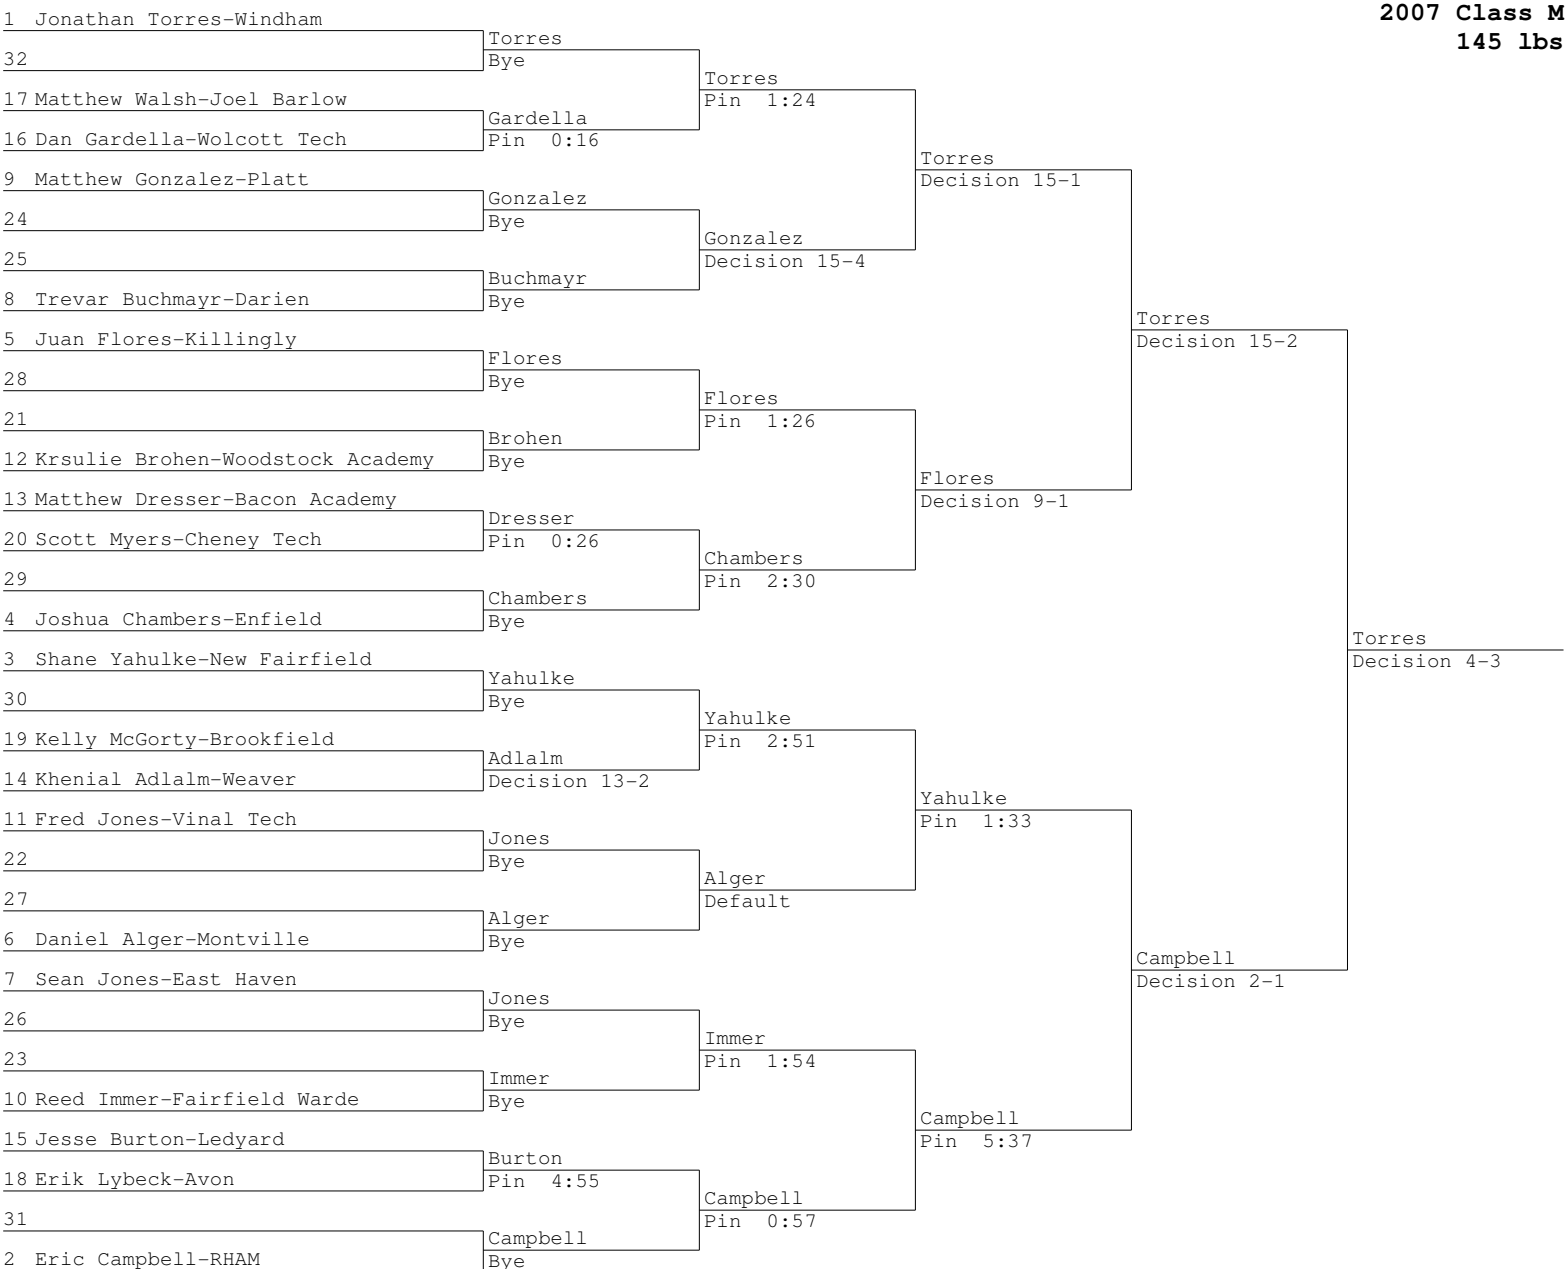 2007 Class M
145 lbs
1 Jonathan Torres-Windham
32
17 Matthew Walsh-Joel Barlow
16 Dan Gardella-Wolcott Tech
9 Matthew Gonzalez-Platt
24
25
8 Trevar Buchmayr-Darien
5 Juan Flores-Killingly
28
21
12 Krsulie Brohen-Woodstock Academy
13 Matthew Dresser-Bacon Academy
20 Scott Myers-Cheney Tech
29
4 Joshua Chambers-Enfield
3 Shane Yahulke-New Fairfield
30
19 Kelly McGorty-Brookfield
14 Khenial Adlalm-Weaver
11 Fred Jones-Vinal Tech
22
27
6 Daniel Alger-Montville
7 Sean Jones-East Haven
26
23
10 Reed Immer-Fairfield Warde
15 Jesse Burton-Ledyard
18 Erik Lybeck-Avon
31
2 Eric Campbell-RHAM
Torres
Bye
Gardella
Pin 0:16
Gonzalez
Bye
Buchmayr
Bye
Flores
Bye
Brohen
Bye
Dresser
Pin 0:26
Chambers
Bye
Yahulke
Bye
Adlalm
Decision 13-2
Jones
Bye
Alger
Bye
Jones
Bye
Immer
Bye
Burton
Pin 4:55
Campbell
Bye
Torres
Pin 1:24
Gonzalez
Decision 15-4
Flores
Pin 1:26
Chambers
Pin 2:30
Yahulke
Pin 2:51
Alger
Default
Immer
Pin 1:54
Campbell
Pin 0:57
Torres
Decision 15-1
Flores
Decision 9-1
Yahulke
Pin 1:33
Campbell
Pin 5:37
Torres
Decision 15-2
Campbell
Decision 2-1
Torres
Decision 4-3